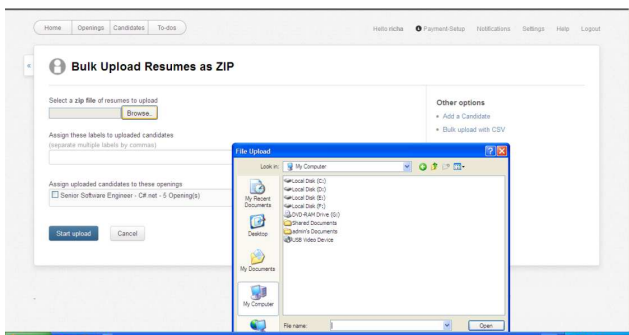 Home Openings Candidates To-dos
Hello richa Payment-Setup Notifications Settings Help Logout
«
Bulk Upload Resumes as ZIP
Select a zip file of resumes to upload
Browse..
Assign these labels to uploaded candidates
(separate multiple labels by commas)
Assign uploaded candidates to these openings
Senior Software Engineer - C# net - 5 Opening(s)
Start upload Cancel
Other options
Add a Candidate
Bulk upload with CSV
File Upload
Look in: My Computer
My Recent Documents
Desktop
My Documents
My Computer
Local Disk (C:)
Local Disk (D:)
Local Disk (E:)
Local Disk (F:)
DVD-RAM Drive (G:)
Shared Documents
admin's Documents
USB Video Device
File name: Open